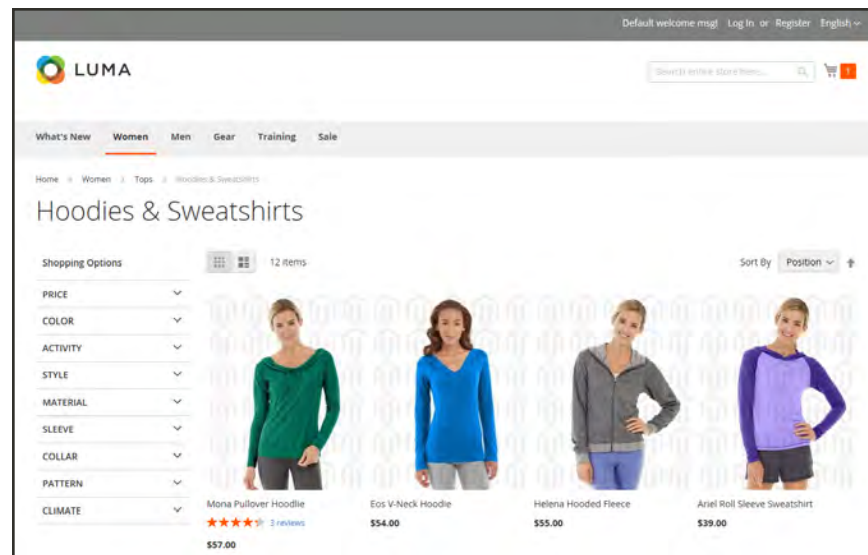 Default welcome msg! Log In or Register English
LUMA
Search entire store here...
1
What's New Women Men Gear Training Sale
Home Women Tops Hoodies & Sweatshirts
Hoodies & Sweatshirts
Shopping Options
12 items
Sort By Position
PRICE
COLOR
ACTIVITY
STYLE
MATERIAL
SLEEVE
COLLAR
PATTERN
CLIMATE
Mona Pullover Hoodlie
3 reviews
$57.00
Eos V-Neck Hoodie
$54.00
Helena Hooded Fleece
$55.00
Ariel Roll Sleeve Sweatshirt
$39.00